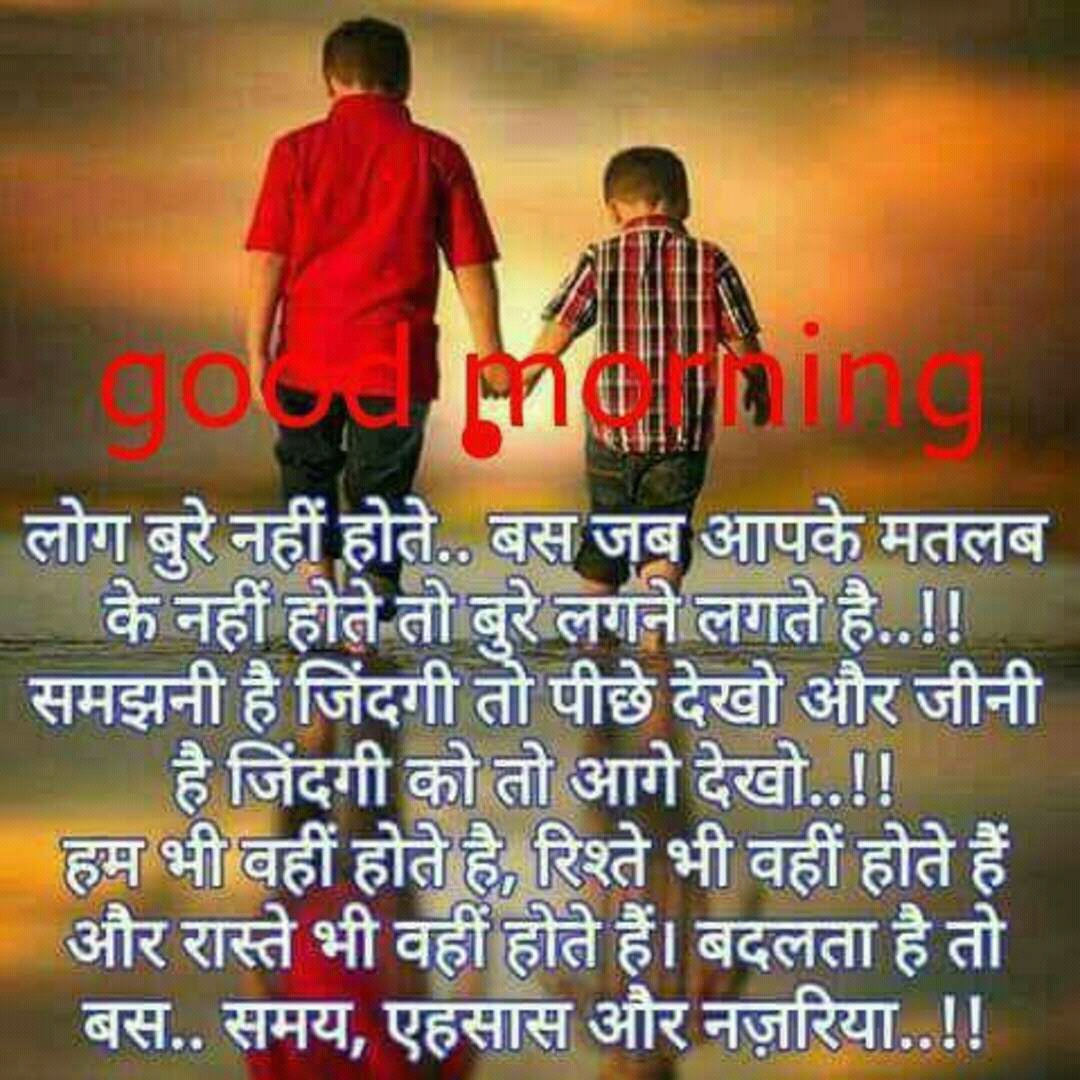 good morning
लोग बुरे नहीं होते.. बस जब आपके मतलब
के नहीं होते तो बुरे लगने लगते है..!!
समझनी है जिंदगी तो पीछे देखो और जीनी
है जिंदगी को तो आगे देखो..!!
हम भी वहीं होते है, रिश्ते भी वहीं होते हैं
और रास्ते भी वहीं होते हैं। बदलता है तो
बस.. समय, एहसास और नज़रिया..!!